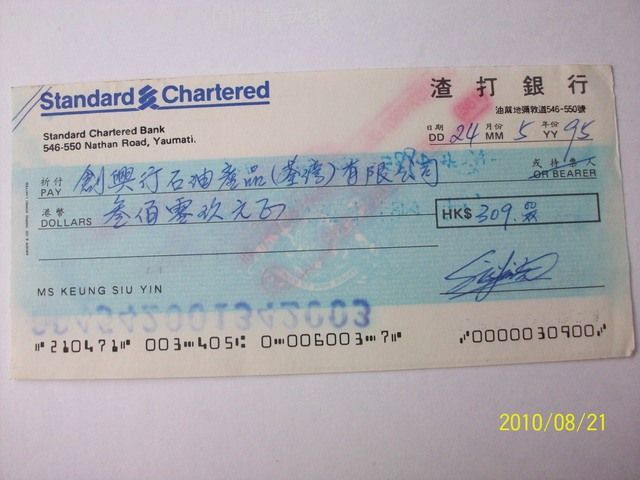 Standard Chartered 渣打銀行
油蔴地彌敦道546-550號
Standard Chartered Bank
546-550 Nathan Road, Yaumati.
日期 月份 年份
DD 24 MM 5 YY 95
祈付 創興行石油產品(荃灣)有限公司 或持票人
PAY OR BEARER
港幣 叁佰零玖元正
DOLLARS HK$ 309.00
MS KEUNG SIU YIN
⑈210471⑈ 003⑉405⑆ 0⑉006003⑉7⑈ ⑈0000030900⑈
2010/08/21